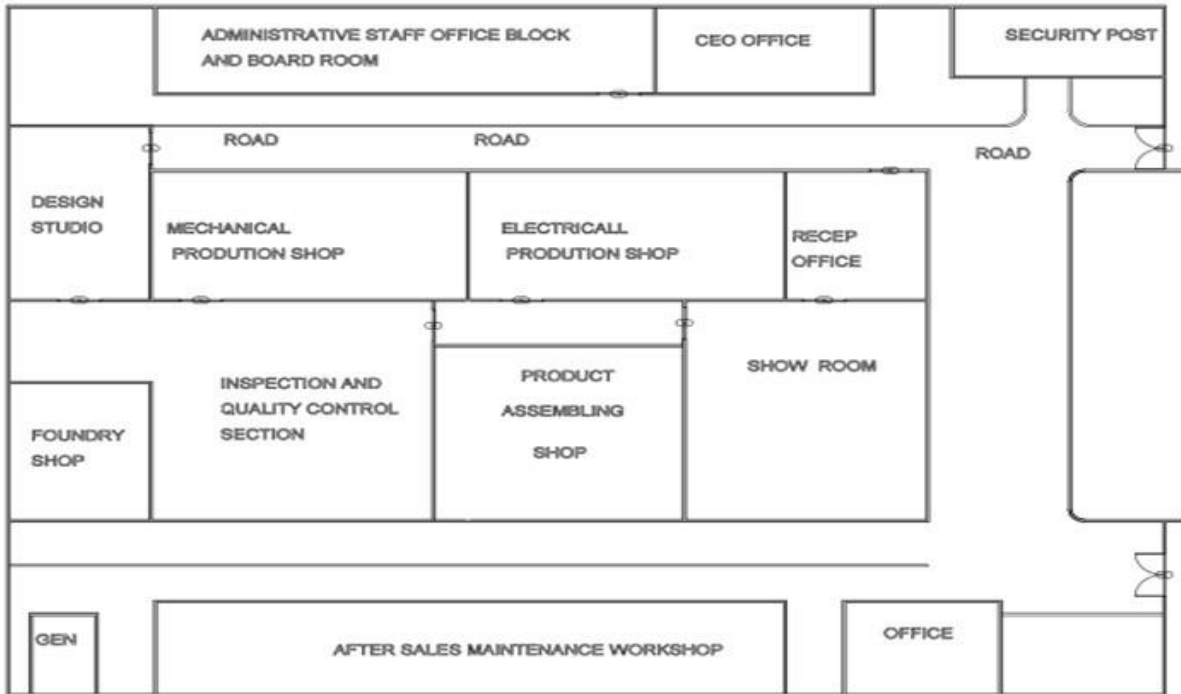 ADMINISTRATIVE STAFF OFFICE BLOCK
AND BOARD ROOM
CEO OFFICE
SECURITY POST
ROAD
ROAD
ROAD
DESIGN
STUDIO
MECHANICAL
PRODUTION SHOP
ELECTRICALL
PRODUTION SHOP
RECEP
OFFICE
INSPECTION AND
QUALITY CONTROL
SECTION
PRODUCT
ASSEMBLING
SHOP
SHOW ROOM
FOUNDRY
SHOP
GEN
AFTER SALES MAINTENANCE WORKSHOP
OFFICE